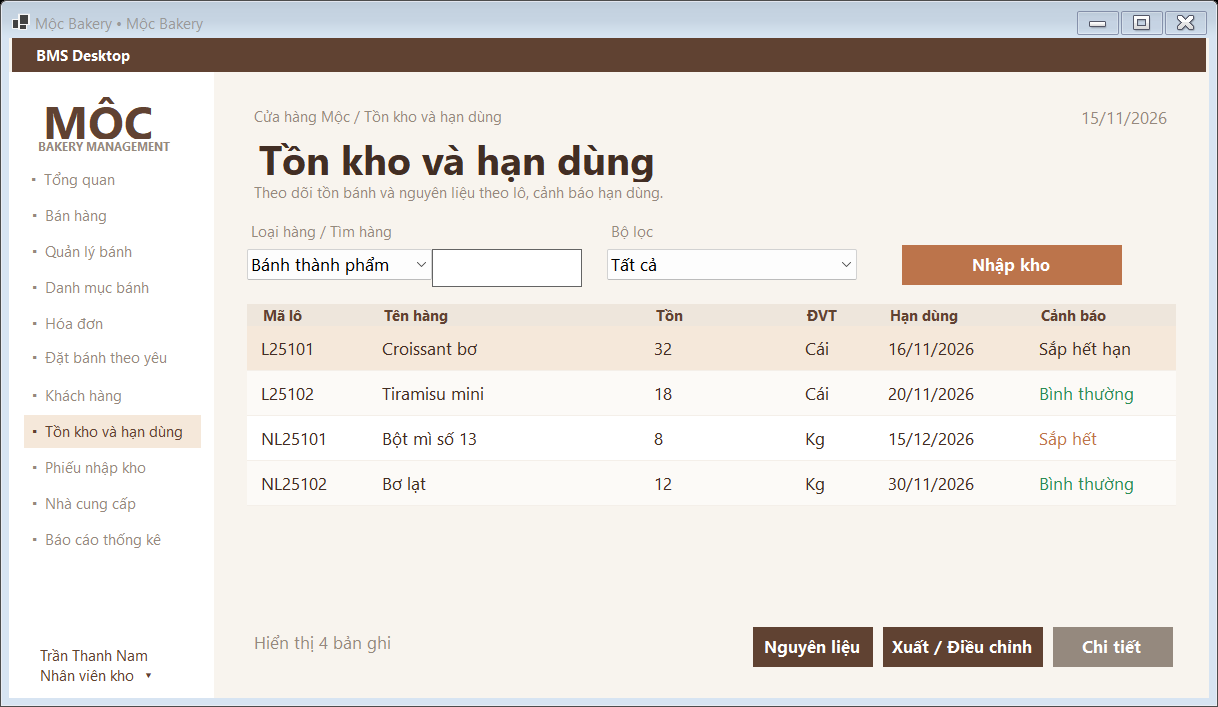 Mộc Bakery • Mộc Bakery
BMS Desktop
MỘC
BAKERY MANAGEMENT
Tổng quan
Bán hàng
Quản lý bánh
Danh mục bánh
Hóa đơn
Đặt bánh theo yêu
Khách hàng
Tồn kho và hạn dùng
Phiếu nhập kho
Nhà cung cấp
Báo cáo thống kê
Trần Thanh Nam
Nhân viên kho
Cửa hàng Mộc / Tồn kho và hạn dùng
15/11/2026
Tồn kho và hạn dùng
Theo dõi tồn bánh và nguyên liệu theo lô, cảnh báo hạn dùng.
Loại hàng / Tìm hàng
Bộ lọc
Bánh thành phẩm
Tất cả
Nhập kho
Mã lô Tên hàng Tồn ĐVT Hạn dùng Cảnh báo
L25101 Croissant bơ 32 Cái 16/11/2026 Sắp hết hạn
L25102 Tiramisu mini 18 Cái 20/11/2026 Bình thường
NL25101 Bột mì số 13 8 Kg 15/12/2026 Sắp hết
NL25102 Bơ lạt 12 Kg 30/11/2026 Bình thường
Hiển thị 4 bản ghi
Nguyên liệu
Xuất / Điều chỉnh
Chi tiết